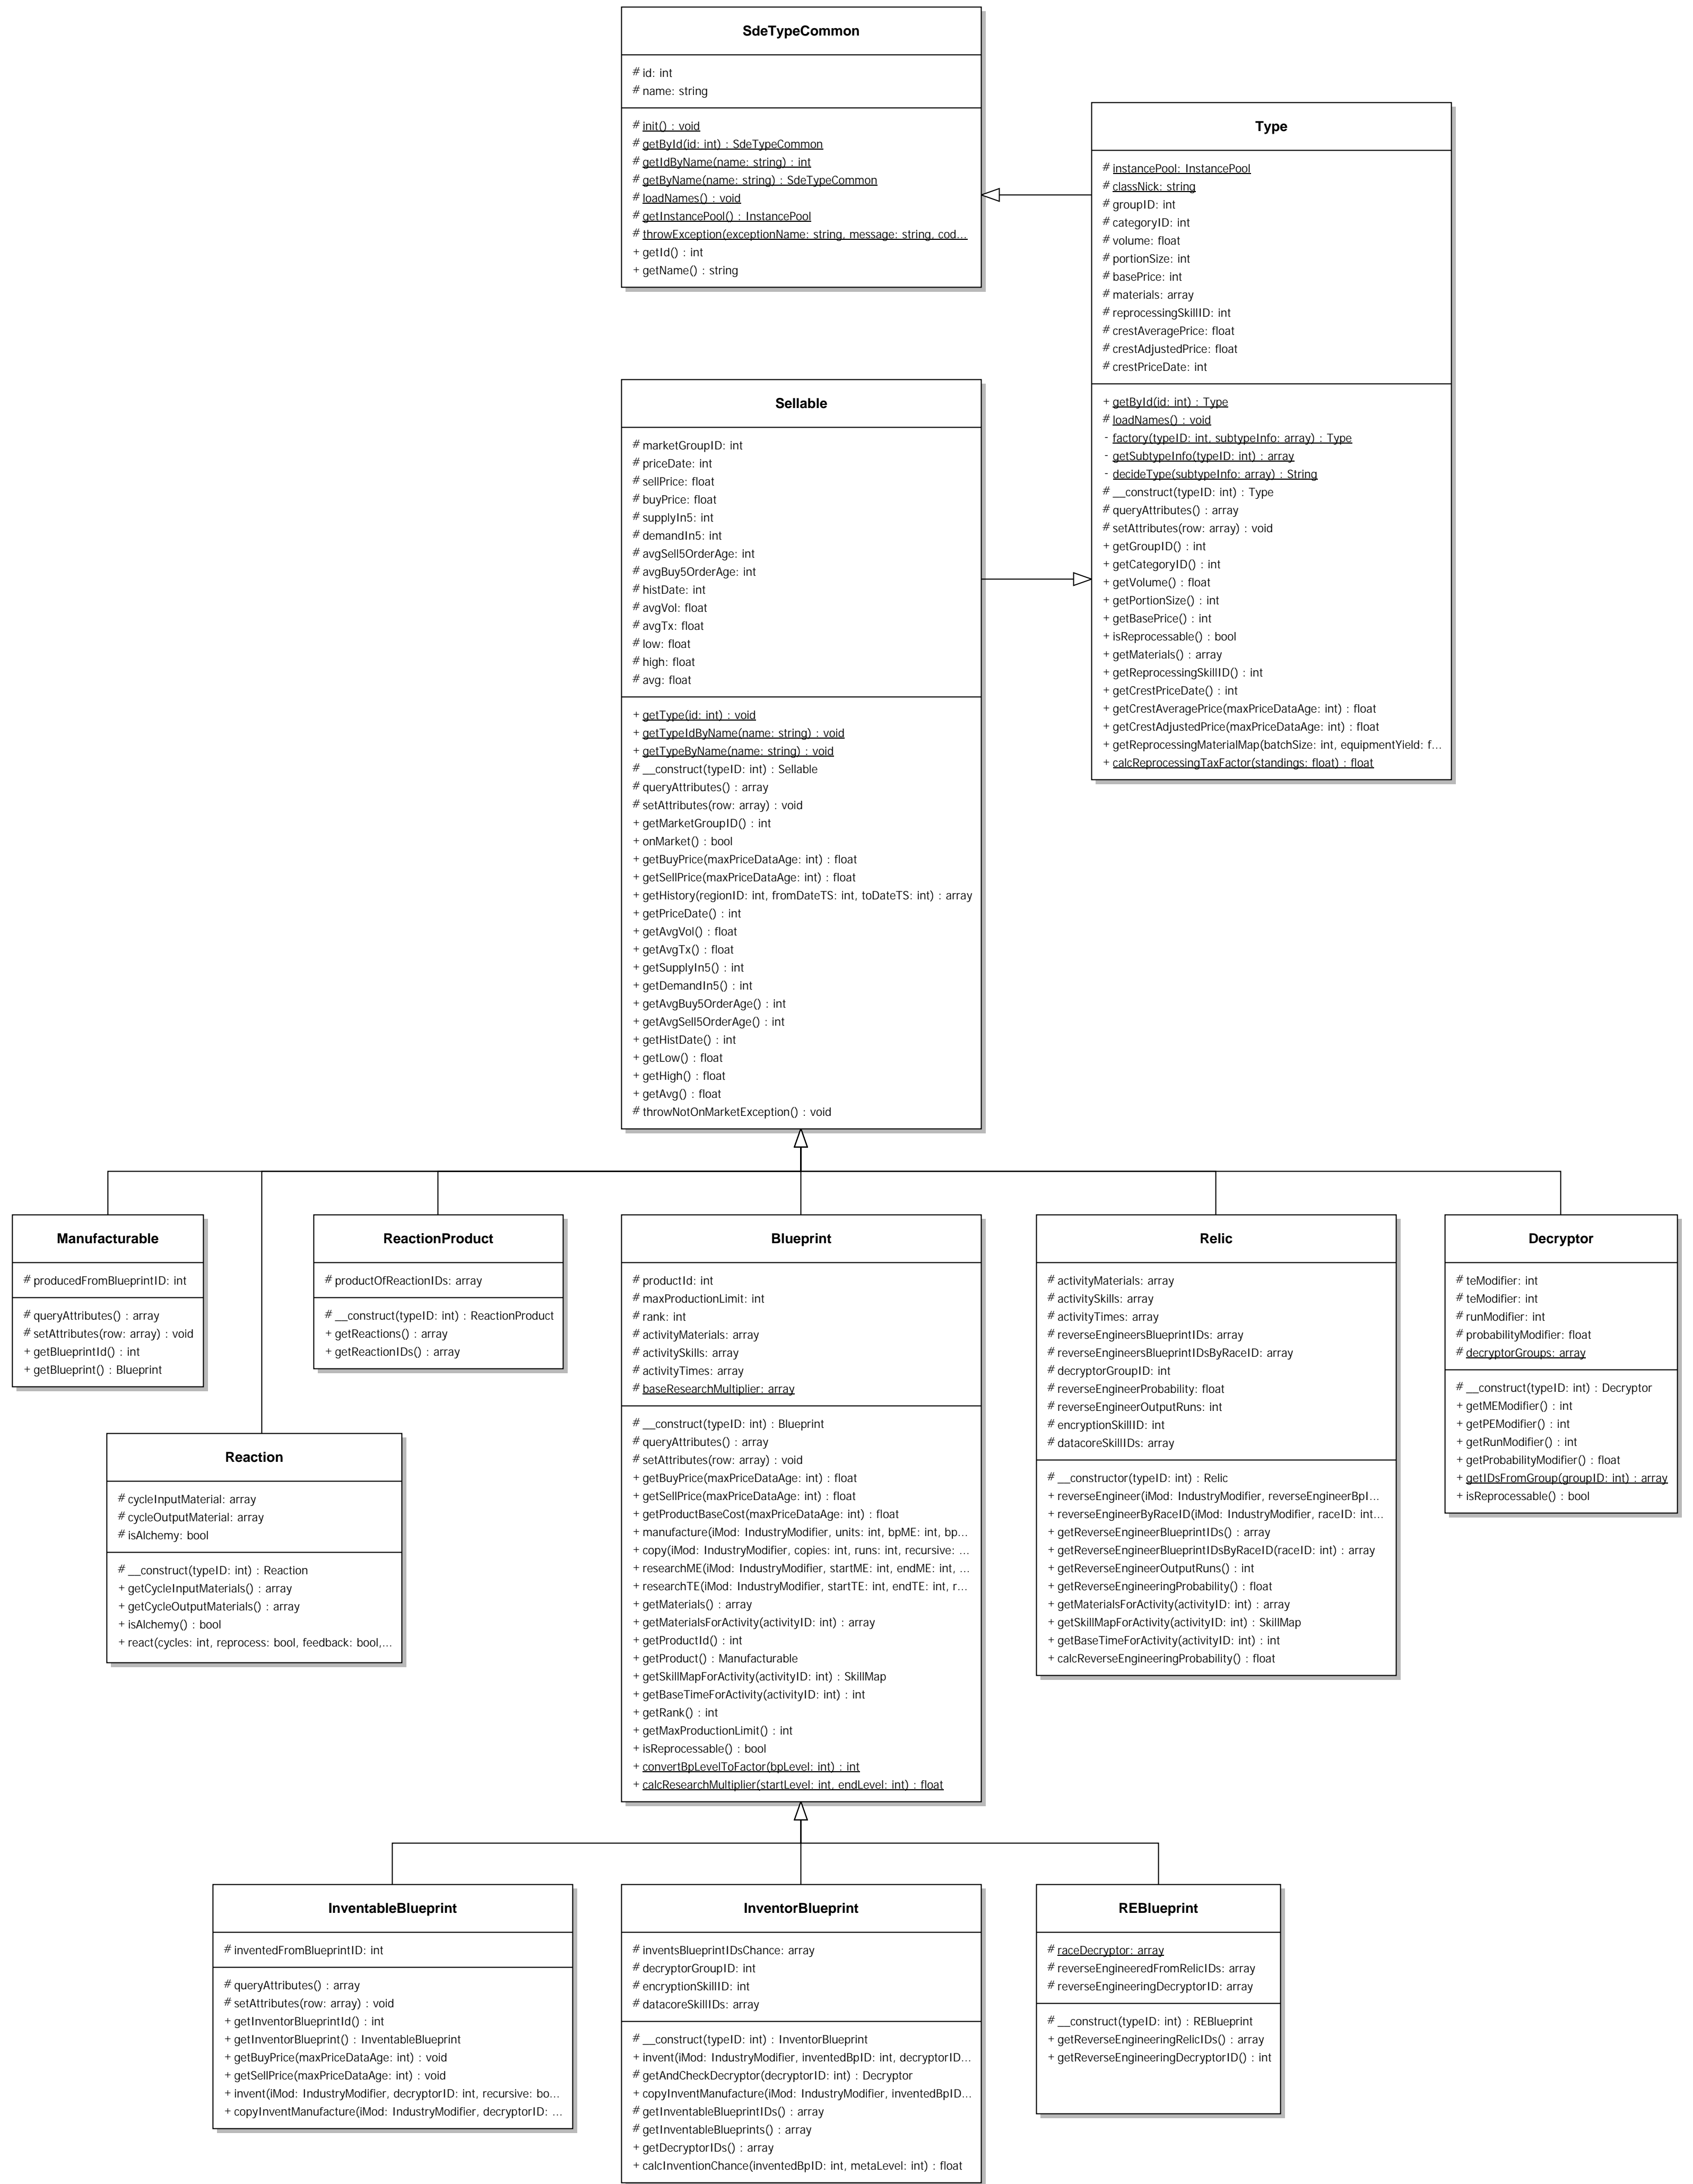 SdeTypeCommon
# id: int
# name: string
# init() : void
# getById(id: int) : SdeTypeCommon
# getIdByName(name: string) : int
# getByName(name: string) : SdeTypeCommon
# loadNames() : void
# getInstancePool() : InstancePool
# throwException(exceptionName: string, message: string, cod...
+ getId() : int
+ getName() : string
Type
# instancePool: InstancePool
# classNick: string
# groupID: int
# categoryID: int
# volume: float
# portionSize: int
# basePrice: int
# materials: array
# reprocessingSkillID: int
# crestAveragePrice: float
# crestAdjustedPrice: float
# crestPriceDate: int
+ getById(id: int) : Type
# loadNames() : void
- factory(typeID: int, subtypeInfo: array) : Type
- getSubtypeInfo(typeID: int) : array
- decideType(subtypeInfo: array) : String
# __construct(typeID: int) : Type
# queryAttributes() : array
# setAttributes(row: array) : void
+ getGroupID() : int
+ getCategoryID() : int
+ getVolume() : float
+ getPortionSize() : int
+ getBasePrice() : int
+ isReprocessable() : bool
+ getMaterials() : array
+ getReprocessingSkillID() : int
+ getCrestPriceDate() : int
+ getCrestAveragePrice(maxPriceDataAge: int) : float
+ getCrestAdjustedPrice(maxPriceDataAge: int) : float
+ getReprocessingMaterialMap(batchSize: int, equipmentYield: f...
+ calcReprocessingTaxFactor(standings: float) : float
Sellable
# marketGroupID: int
# priceDate: int
# sellPrice: float
# buyPrice: float
# supplyIn5: int
# demandIn5: int
# avgSell5OrderAge: int
# avgBuy5OrderAge: int
# histDate: int
# avgVol: float
# avgTx: float
# low: float
# high: float
# avg: float
+ getType(id: int) : void
+ getTypeIdByName(name: string) : void
+ getTypeByName(name: string) : void
# __construct(typeID: int) : Sellable
# queryAttributes() : array
# setAttributes(row: array) : void
+ getMarketGroupID() : int
+ onMarket() : bool
+ getBuyPrice(maxPriceDataAge: int) : float
+ getSellPrice(maxPriceDataAge: int) : float
+ getHistory(regionID: int, fromDateTS: int, toDateTS: int) : array
+ getPriceDate() : int
+ getAvgVol() : float
+ getAvgTx() : float
+ getSupplyIn5() : int
+ getDemandIn5() : int
+ getAvgBuy5OrderAge() : int
+ getAvgSell5OrderAge() : int
+ getHistDate() : int
+ getLow() : float
+ getHigh() : float
+ getAvg() : float
# throwNotOnMarketException() : void
Manufacturable
# producedFromBlueprintID: int
# queryAttributes() : array
# setAttributes(row: array) : void
+ getBlueprintId() : int
+ getBlueprint() : Blueprint
ReactionProduct
# productOfReactionIDs: array
# __construct(typeID: int) : ReactionProduct
+ getReactions() : array
+ getReactionIDs() : array
Blueprint
# productId: int
# maxProductionLimit: int
# rank: int
# activityMaterials: array
# activitySkills: array
# activityTimes: array
# baseResearchMultiplier: array
# __construct(typeID: int) : Blueprint
# queryAttributes() : array
# setAttributes(row: array) : void
+ getBuyPrice(maxPriceDataAge: int) : float
+ getSellPrice(maxPriceDataAge: int) : float
+ getProductBaseCost(maxPriceDataAge: int) : float
+ manufacture(iMod: IndustryModifier, units: int, bpME: int, bp...
+ copy(iMod: IndustryModifier, copies: int, runs: int, recursive: ...
+ researchME(iMod: IndustryModifier, startME: int, endME: int, ...
+ researchTE(iMod: IndustryModifier, startTE: int, endTE: int, r...
+ getMaterials() : array
+ getMaterialsForActivity(activityID: int) : array
+ getProductId() : int
+ getProduct() : Manufacturable
+ getSkillMapForActivity(activityID: int) : SkillMap
+ getBaseTimeForActivity(activityID: int) : int
+ getRank() : int
+ getMaxProductionLimit() : int
+ isReprocessable() : bool
+ convertBpLevelToFactor(bpLevel: int) : int
+ calcResearchMultiplier(startLevel: int, endLevel: int) : float
Relic
# activityMaterials: array
# activitySkills: array
# activityTimes: array
# reverseEngineersBlueprintIDs: array
# reverseEngineersBlueprintIDsByRaceID: array
# decryptorGroupID: int
# reverseEngineerProbability: float
# reverseEngineerOutputRuns: int
# encryptionSkillID: int
# datacoreSkillIDs: array
# __constructor(typeID: int) : Relic
+ reverseEngineer(iMod: IndustryModifier, reverseEngineerBpI...
+ reverseEngineerByRaceID(iMod: IndustryModifier, raceID: int...
+ getReverseEngineerBlueprintIDs() : array
+ getReverseEngineerBlueprintIDsByRaceID(raceID: int) : array
+ getReverseEngineerOutputRuns() : int
+ getReverseEngineeringProbability() : float
+ getMaterialsForActivity(activityID: int) : array
+ getSkillMapForActivity(activityID: int) : SkillMap
+ getBaseTimeForActivity(activityID: int) : int
+ calcReverseEngineeringProbability() : float
Decryptor
# teModifier: int
# teModifier: int
# runModifier: int
# probabilityModifier: float
# decryptorGroups: array
# __construct(typeID: int) : Decryptor
+ getMEModifier() : int
+ getPEModifier() : int
+ getRunModifier() : int
+ getProbabilityModifier() : float
+ getIDsFromGroup(groupID: int) : array
+ isReprocessable() : bool
Reaction
# cycleInputMaterial: array
# cycleOutputMaterial: array
# isAlchemy: bool
# __construct(typeID: int) : Reaction
+ getCycleInputMaterials() : array
+ getCycleOutputMaterials() : array
+ isAlchemy() : bool
+ react(cycles: int, reprocess: bool, feedback: bool,...
InventableBlueprint
# inventedFromBlueprintID: int
# queryAttributes() : array
# setAttributes(row: array) : void
+ getInventorBlueprintId() : int
+ getInventorBlueprint() : InventableBlueprint
+ getBuyPrice(maxPriceDataAge: int) : void
+ getSellPrice(maxPriceDataAge: int) : void
+ invent(iMod: IndustryModifier, decryptorID: int, recursive: bo...
+ copyInventManufacture(iMod: IndustryModifier, decryptorID: ...
InventorBlueprint
# inventsBlueprintIDsChance: array
# decryptorGroupID: int
# encryptionSkillID: int
# datacoreSkillIDs: array
# __construct(typeID: int) : InventorBlueprint
+ invent(iMod: IndustryModifier, inventedBpID: int, decryptorID...
# getAndCheckDecryptor(decryptorID: int) : Decryptor
+ copyInventManufacture(iMod: IndustryModifier, inventedBpID...
# getInventableBlueprintIDs() : array
# getInventableBlueprints() : array
+ getDecryptorIDs() : array
+ calcInventionChance(inventedBpID: int, metaLevel: int) : float
REBlueprint
# raceDecryptor: array
# reverseEngineeredFromRelicIDs: array
# reverseEngineeringDecryptorID: array
# __construct(typeID: int) : REBlueprint
+ getReverseEngineeringRelicIDs() : array
+ getReverseEngineeringDecryptorID() : int